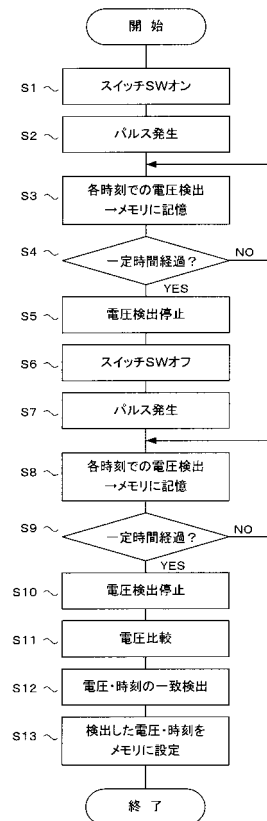 開 始
S1 スイッチSWオン
S2 パルス発生
S3 各時刻での電圧検出
→メモリに記憶
S4 一定時間経過? NO
YES
S5 電圧検出停止
S6 スイッチSWオフ
S7 パルス発生
S8 各時刻での電圧検出
→メモリに記憶
S9 一定時間経過? NO
YES
S10 電圧検出停止
S11 電圧比較
S12 電圧・時刻の一致検出
S13 検出した電圧・時刻を
メモリに設定
終 了